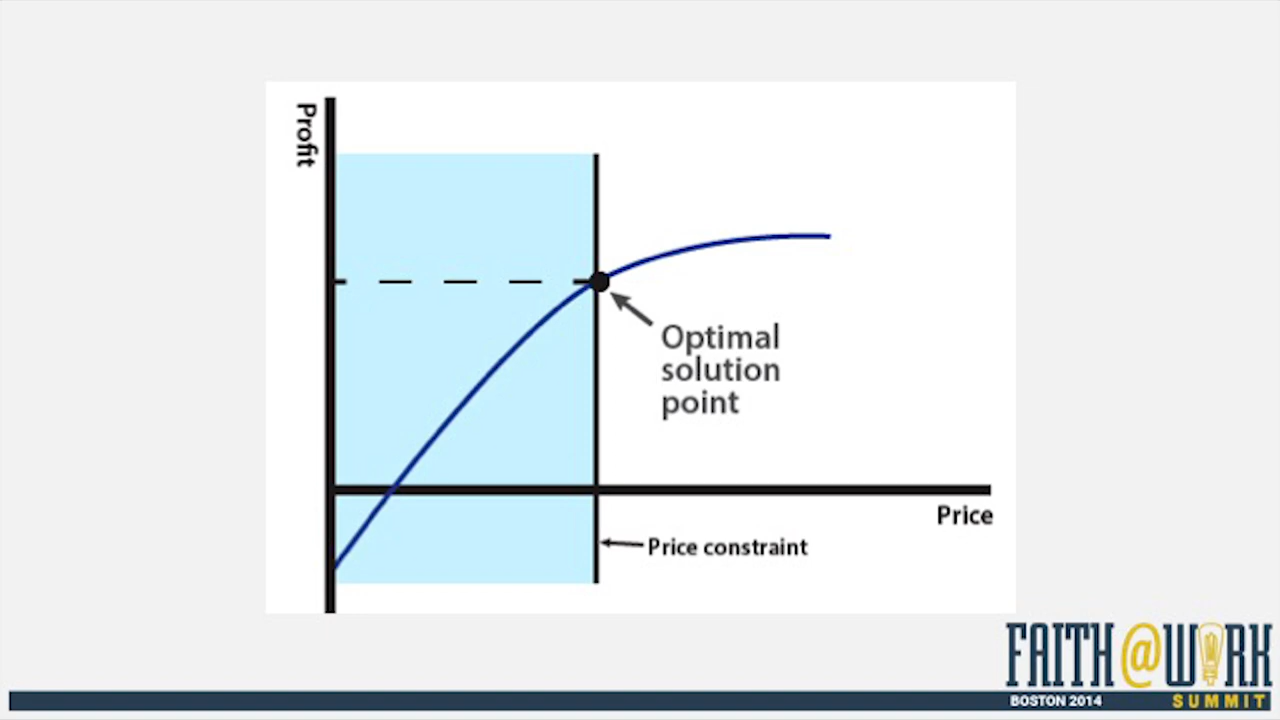 Profit
Optimal
solution
point
Price
Price constraint
FAITH@WORK
BOSTON 2014
SUMMIT